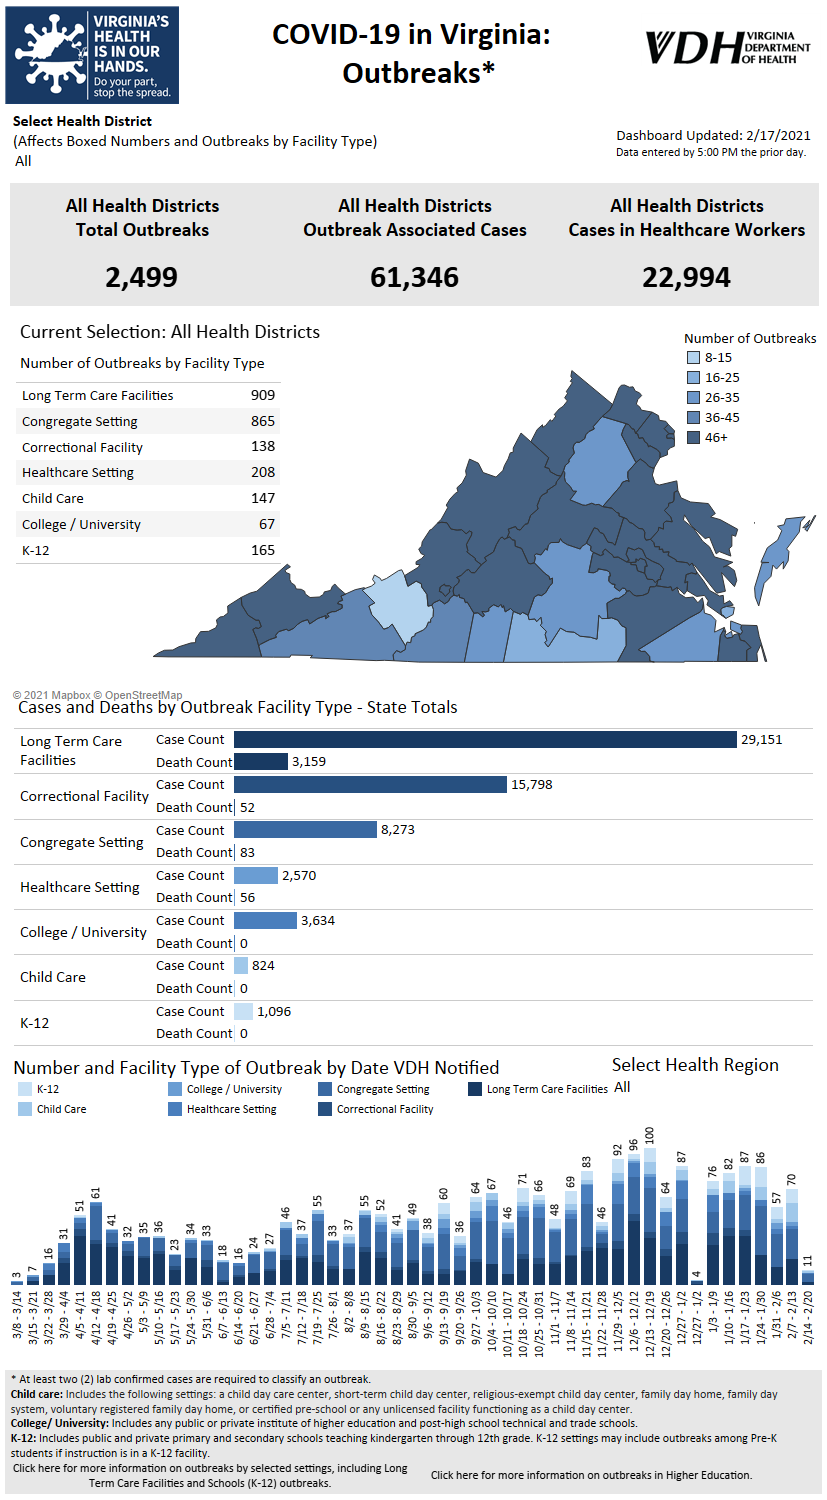 VIRGINIA'S
HEALTH
IS IN OUR
HANDS.
Do your part,
stop the spread.
COVID-19 in Virginia:
Outbreaks*
VDH VIRGINIA
DEPARTMENT
OF HEALTH
Select Health District
(Affects Boxed Numbers and Outbreaks by Facility Type)
All
Dashboard Updated: 2/17/2021
Data entered by 5:00 PM the prior day.
All Health Districts
Total Outbreaks
2,499
All Health Districts
Outbreak Associated Cases
61,346
All Health Districts
Cases in Healthcare Workers
22,994
Current Selection: All Health Districts
Number of Outbreaks by Facility Type
Long Term Care Facilities 909
Congregate Setting 865
Correctional Facility 138
Healthcare Setting 208
Child Care 147
College / University 67
K-12 165
Number of Outbreaks
8-15
16-25
26-35
36-45
46+
© 2021 Mapbox © OpenStreetMap
Cases and Deaths by Outbreak Facility Type - State Totals
Long Term Care
Facilities
Case Count 29,151
Death Count 3,159
Correctional Facility
Case Count 15,798
Death Count 52
Congregate Setting
Case Count 8,273
Death Count 83
Healthcare Setting
Case Count 2,570
Death Count 56
College / University
Case Count 3,634
Death Count 0
Child Care
Case Count 824
Death Count 0
K-12
Case Count 1,096
Death Count 0
Number and Facility Type of Outbreak by Date VDH Notified
Select Health Region
All
K-12
College / University
Congregate Setting
Long Term Care Facilities
Child Care
Healthcare Setting
Correctional Facility
3 7 16 31 51 61 41 32 35 36 23 34 33 18 16 24 27 46 37 55 33 37 55 52 41 49 38 60 36 64 67 46 71 66 48 69 83 46 92 96 100 64 87 4 76 82 87 86 57 70 11
3/8 - 3/14
3/15 - 3/21
3/22 - 3/28
3/29 - 4/4
4/5 - 4/11
4/12 - 4/18
4/19 - 4/25
4/26 - 5/2
5/3 - 5/9
5/10 - 5/16
5/17 - 5/23
5/24 - 5/30
5/31 - 6/6
6/7 - 6/13
6/14 - 6/20
6/21 - 6/27
6/28 - 7/4
7/5 - 7/11
7/12 - 7/18
7/19 - 7/25
7/26 - 8/1
8/2 - 8/8
8/9 - 8/15
8/16 - 8/22
8/23 - 8/29
8/30 - 9/5
9/6 - 9/12
9/13 - 9/19
9/20 - 9/26
9/27 - 10/3
10/4 - 10/10
10/11 - 10/17
10/18 - 10/24
10/25 - 10/31
11/1 - 11/7
11/8 - 11/14
11/15 - 11/21
11/22 - 11/28
11/29 - 12/5
12/6 - 12/12
12/13 - 12/19
12/20 - 12/26
12/27 - 1/2
12/27 - 1/2
1/3 - 1/9
1/10 - 1/16
1/17 - 1/23
1/24 - 1/30
1/31 - 2/6
2/7 - 2/13
2/14 - 2/20
* At least two (2) lab confirmed cases are required to classify an outbreak.
Child care: Includes the following settings: a child day care center, short-term child day center, religious-exempt child day center, family day home, family day
system, voluntary registered family day home, or certified pre-school or any unlicensed facility functioning as a child day center.
College/ University: Includes any public or private institute of higher education and post-high school technical and trade schools.
K-12: Includes public and private primary and secondary schools teaching kindergarten through 12th grade. K-12 settings may include outbreaks among Pre-K
students if instruction is in a K-12 facility.
Click here for more information on outbreaks by selected settings, including Long
Term Care Facilities and Schools (K-12) outbreaks.
Click here for more information on outbreaks in Higher Education.